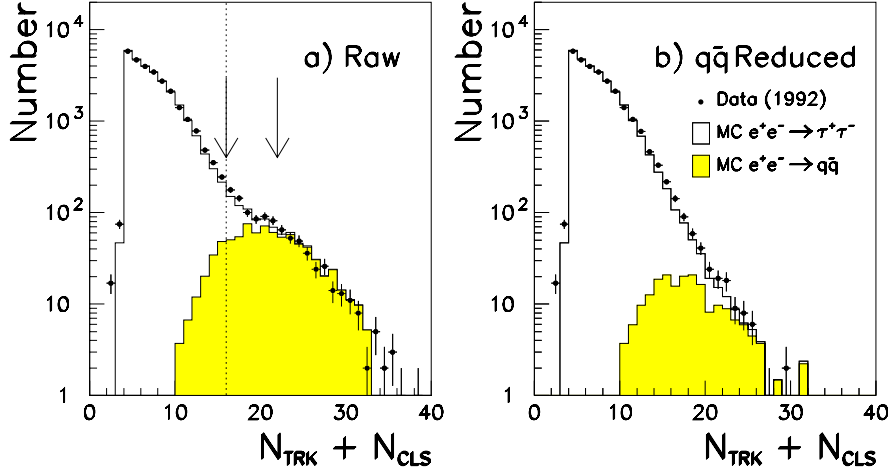 Number
10⁴
10³
10²
10
1
0 10 20 30 40
a) Raw
N_TRK + N_CLS
Number
10⁴
10³
10²
10
1
0 10 20 30 40
b) qq̄ Reduced
Data (1992)
MC e⁺e⁻→τ⁺τ⁻
MC e⁺e⁻→qq̄
N_TRK + N_CLS